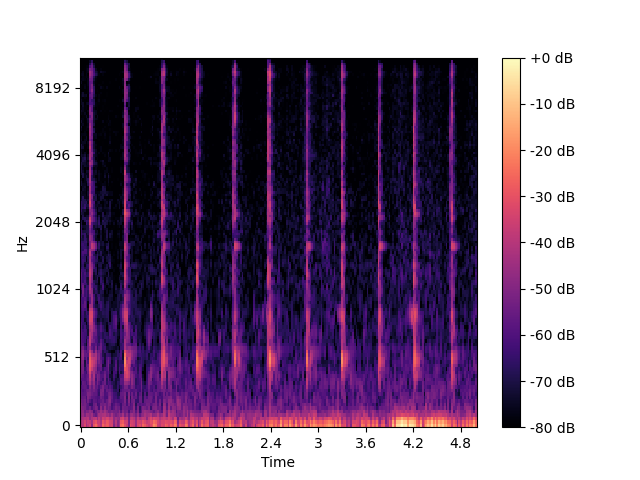 +0 dB
8192
-10 dB
4096
-20 dB
-30 dB
2048
Hz
-40 dB
1024
-50 dB
512
-60 dB
-70 dB
0
-80 dB
0 0.6 1.2 1.8 2.4 3 3.6 4.2 4.8
Time